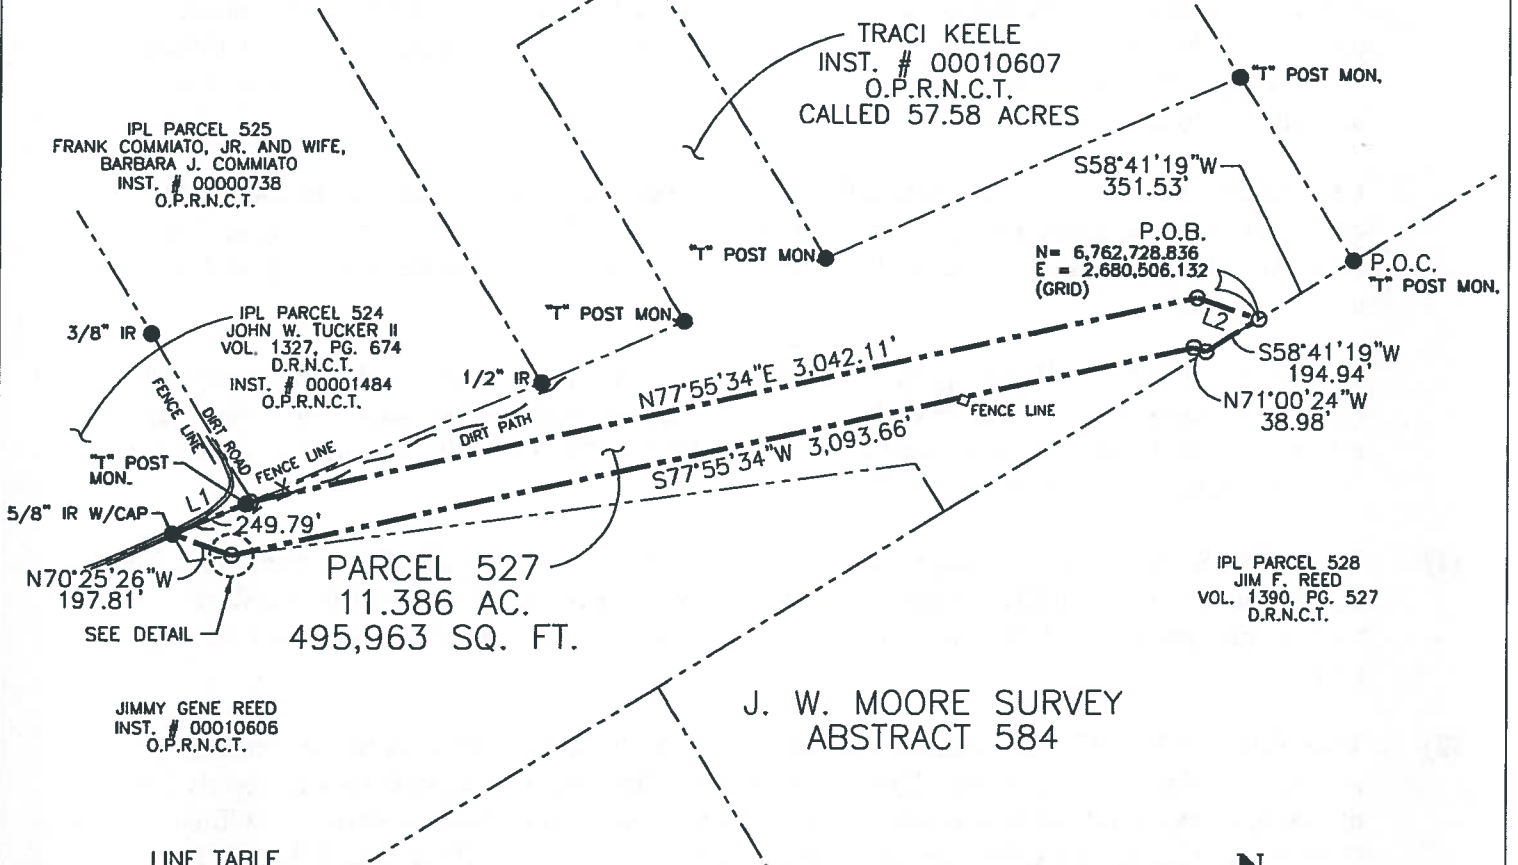 TRACI KEELE
INST. # 00010607
O.P.R.N.C.T.
CALLED 57.58 ACRES
"T" POST MON.
IPL PARCEL 525
FRANK COMMIATO, JR. AND WIFE,
BARBARA J. COMMIATO
INST. # 00000738
O.P.R.N.C.T.
S58°41'19"W
351.53'
P.O.B.
N= 6,762,728.836
E = 2,680,506.132
(GRID)
"T" POST MON.
P.O.C.
"T" POST MON.
3/8" IR
IPL PARCEL 524
JOHN W. TUCKER II
VOL. 1327, PG. 674
D.R.N.C.T.
INST. # 00001484
O.P.R.N.C.T.
"T" POST MON.
1/2" IR
L2
N77°55'34"E 3,042.11'
S58°41'19"W
194.94'
N71°00'24"W
38.98'
FENCE LINE
DIRT ROAD
FENCE LINE
DIRT PATH
FENCE LINE
S77°55'34"W 3,093.66'
"T" POST
MON.
L1
5/8" IR W/CAP
249.79'
N70°25'26"W
197.81'
SEE DETAIL
PARCEL 527
11.386 AC.
495,963 SQ. FT.
IPL PARCEL 528
JIM F. REED
VOL. 1390, PG. 527
D.R.N.C.T.
JIMMY GENE REED
INST. # 00010606
O.P.R.N.C.T.
J. W. MOORE SURVEY
ABSTRACT 584
LINE TABLE
N